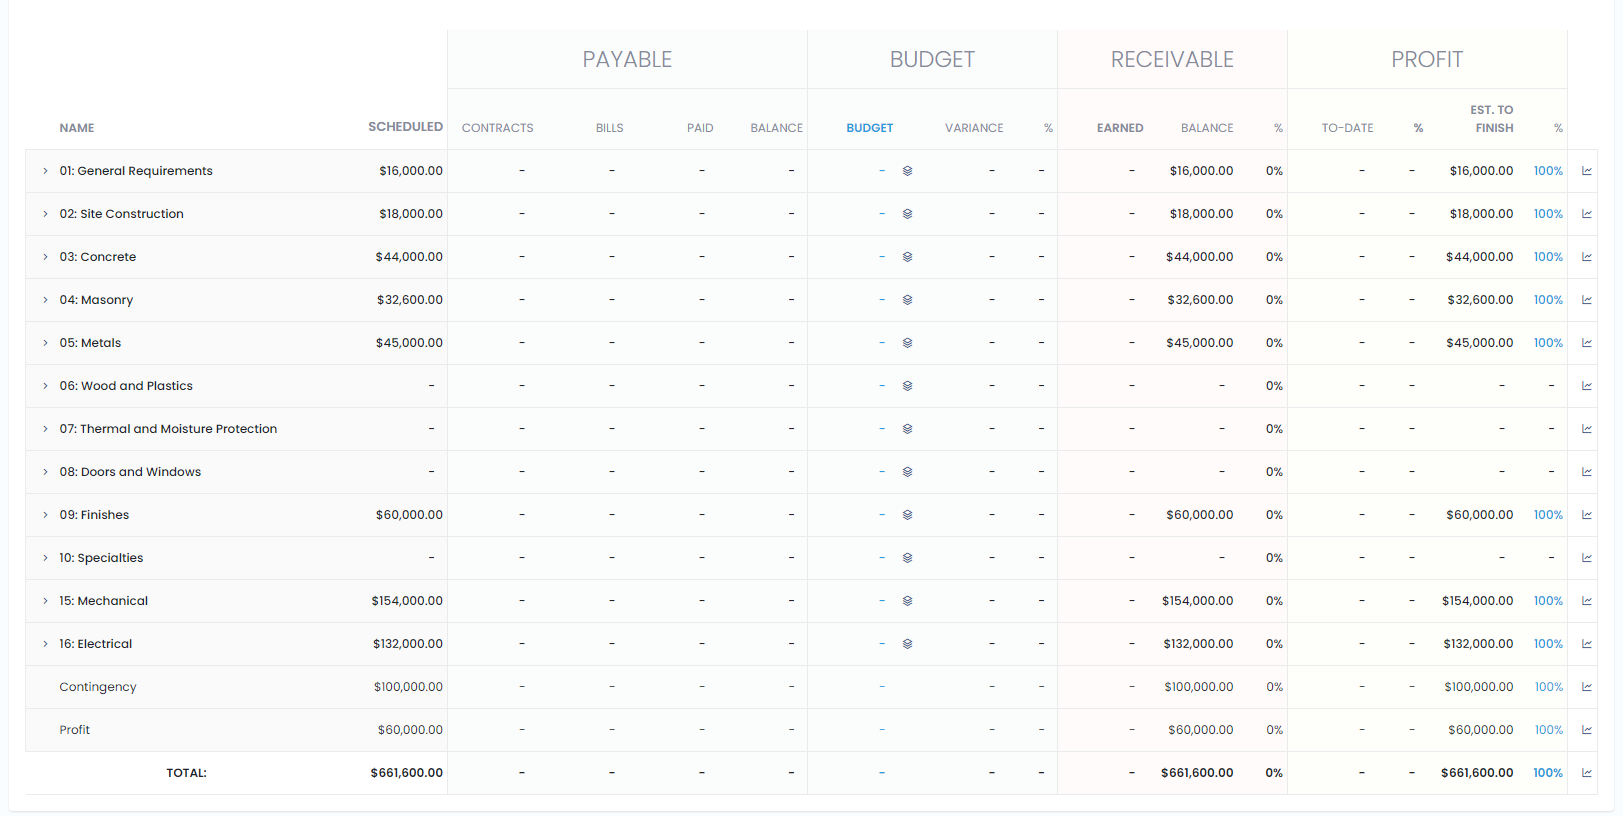 PAYABLE BUDGET RECEIVABLE PROFIT
NAME SCHEDULED CONTRACTS BILLS PAID BALANCE BUDGET VARIANCE % EARNED BALANCE % TO-DATE % EST. TO FINISH %
01: General Requirements $16,000.00 - - - - - - - - $16,000.00 0% - - $16,000.00 100%
02: Site Construction $18,000.00 - - - - - - - - $18,000.00 0% - - $18,000.00 100%
03: Concrete $44,000.00 - - - - - - - - $44,000.00 0% - - $44,000.00 100%
04: Masonry $32,600.00 - - - - - - - - $32,600.00 0% - - $32,600.00 100%
05: Metals $45,000.00 - - - - - - - - $45,000.00 0% - - $45,000.00 100%
06: Wood and Plastics - - - - - - - - - - 0% - - - -
07: Thermal and Moisture Protection - - - - - - - - - - 0% - - - -
08: Doors and Windows - - - - - - - - - - 0% - - - -
09: Finishes $60,000.00 - - - - - - - - $60,000.00 0% - - $60,000.00 100%
10: Specialties - - - - - - - - - - 0% - - - -
15: Mechanical $154,000.00 - - - - - - - - $154,000.00 0% - - $154,000.00 100%
16: Electrical $132,000.00 - - - - - - - - $132,000.00 0% - - $132,000.00 100%
Contingency $100,000.00 - - - - - - - - $100,000.00 0% - - $100,000.00 100%
Profit $60,000.00 - - - - - - - - $60,000.00 0% - - $60,000.00 100%
TOTAL: $661,600.00 - - - - - - - - $661,600.00 0% - - $661,600.00 100%